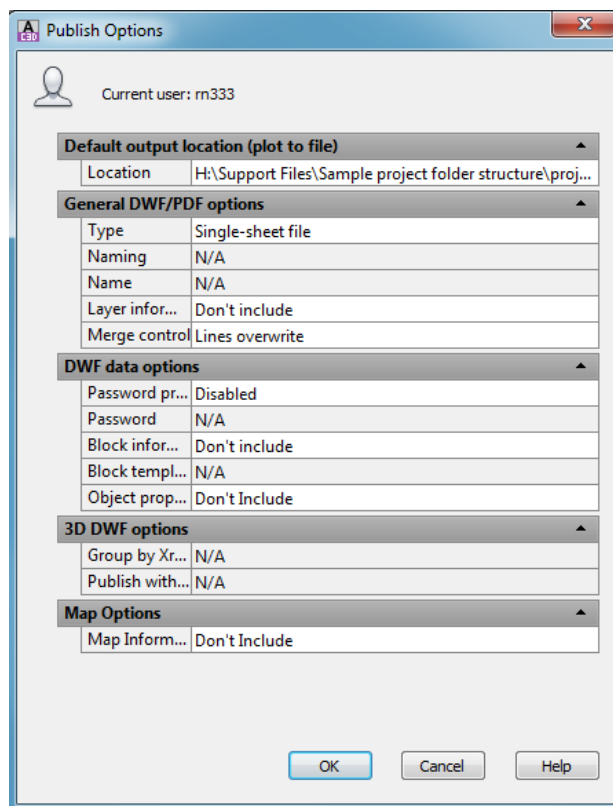 A
C3D
Publish Options
Current user: rn333
Default output location (plot to file)
Location H:\Support Files\Sample project folder structure\proj...
General DWF/PDF options
Type Single-sheet file
Naming N/A
Name N/A
Layer infor... Don't include
Merge control Lines overwrite
DWF data options
Password pr... Disabled
Password N/A
Block infor... Don't include
Block templ... N/A
Object prop... Don't Include
3D DWF options
Group by Xr... N/A
Publish with... N/A
Map Options
Map Inform... Don't Include
OK Cancel Help